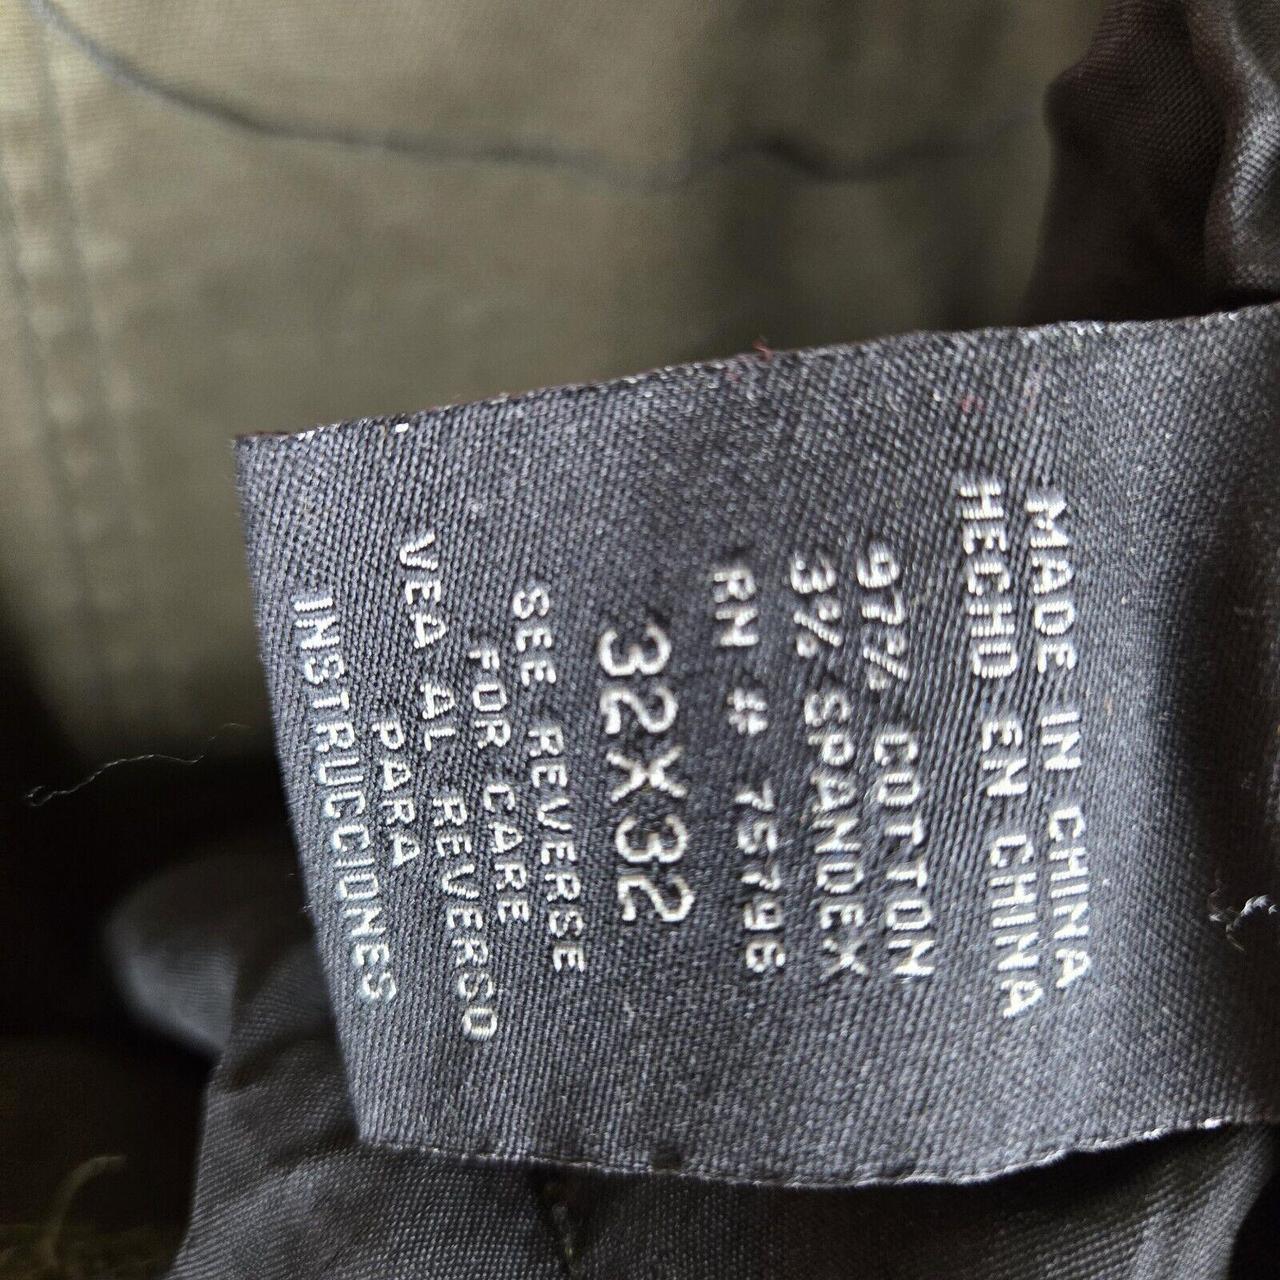 MADE IN CHINA
HECHO EN CHINA
97% COTTON
3% SPANDEX
RN # 75796
32X32
SEE REVERSE
FOR CARE
VEA AL REVERSO
PARA
INSTRUCCIONES